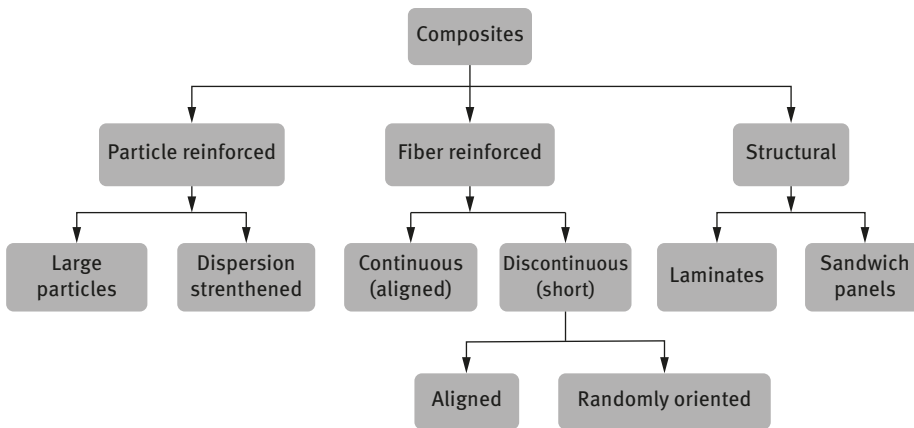 Composites
Particle reinforced
Fiber reinforced
Structural
Large
particles
Dispersion
strenthened
Continuous
(aligned)
Discontinuous
(short)
Laminates
Sandwich
panels
Aligned
Randomly oriented